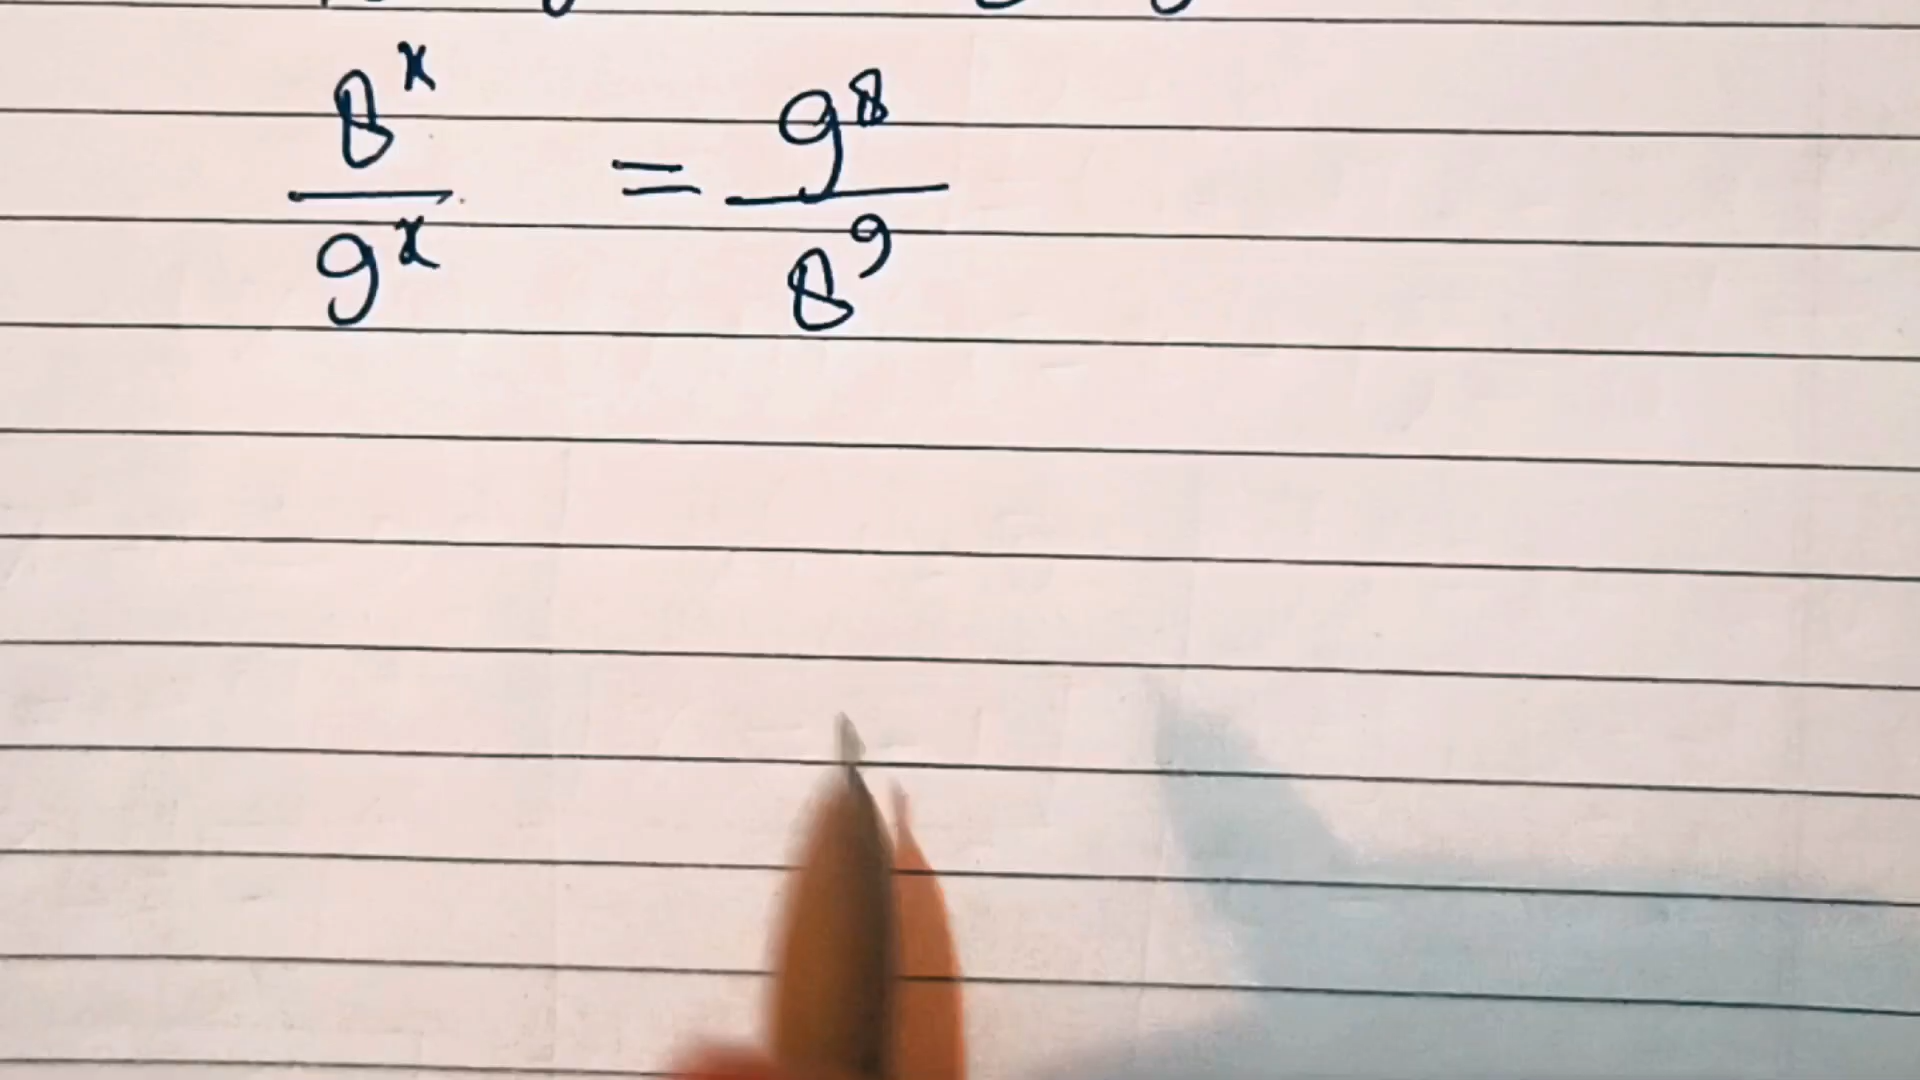 8^x / 9^x = 9^8 / 8^9